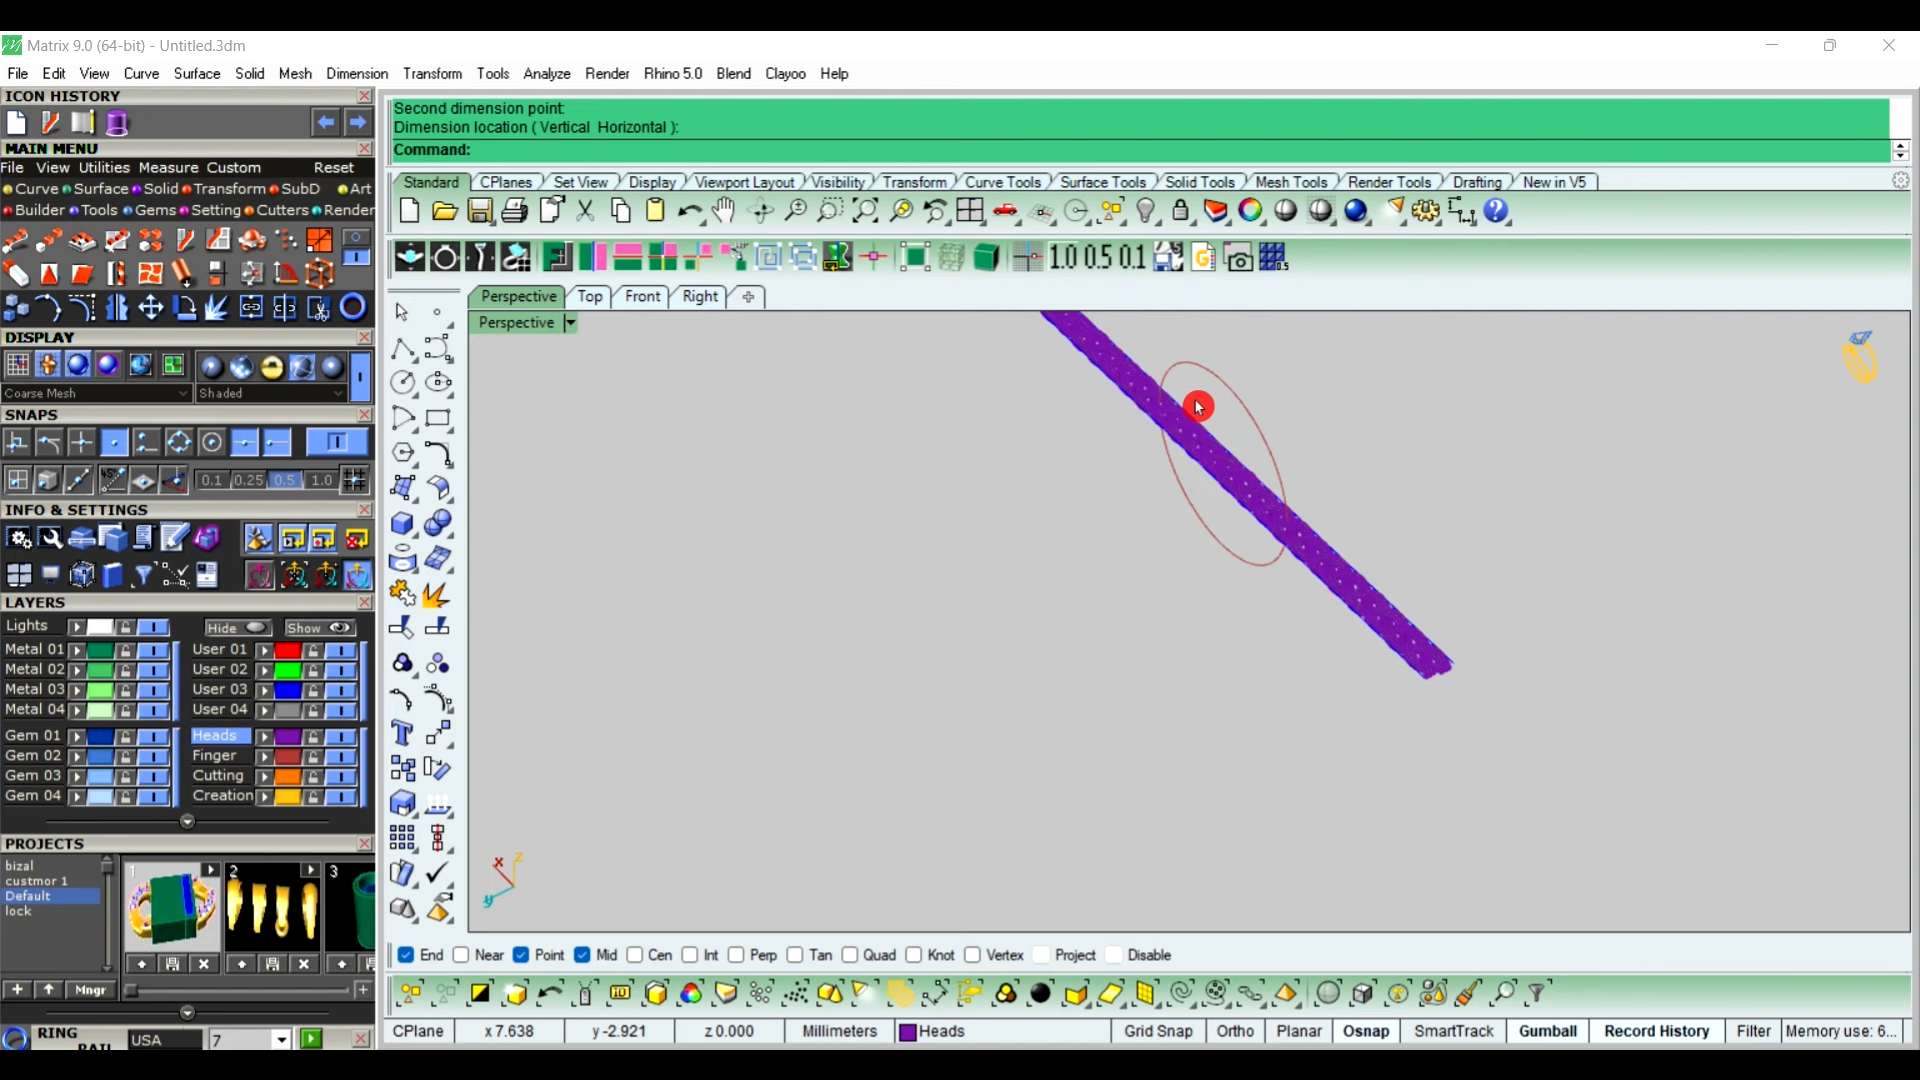 Matrix 9.0 (64-bit) - Untitled.3dm
File Edit View Curve Surface Solid Mesh Dimension Transform Tools Analyze Render Rhino 5.0 Blend Clayoo Help
ICON HISTORY
MAIN MENU
File View Utilities Measure Custom Reset
Curve Surface Solid Transform SubD Art
Builder Tools Gems Setting Cutters Render
DISPLAY
Coarse Mesh Shaded
SNAPS
0.1 0.25 0.5 1.0
INFO & SETTINGS
LAYERS
Lights Hide Show
Metal 01 User 01
Metal 02 User 02
Metal 03 User 03
Metal 04 User 04
Gem 01 Heads
Gem 02 Finger
Gem 03 Cutting
Gem 04 Creation
PROJECTS
bizal
custmor 1
Default
lock
1 2 3
Mngr
RING
RAIL USA 7
Second dimension point:
Dimension location ( Vertical Horizontal ):
Command:
Standard CPlanes Set View Display Viewport Layout Visibility Transform Curve Tools Surface Tools Solid Tools Mesh Tools Render Tools Drafting New in V5
1.0 0.5 0.1
Perspective Top Front Right
Perspective
x z y
End Near Point Mid Cen Int Perp Tan Quad Knot Vertex Project Disable
CPlane x 7.638 y -2.921 z 0.000 Millimeters Heads Grid Snap Ortho Planar Osnap SmartTrack Gumball Record History Filter Memory use: 6...